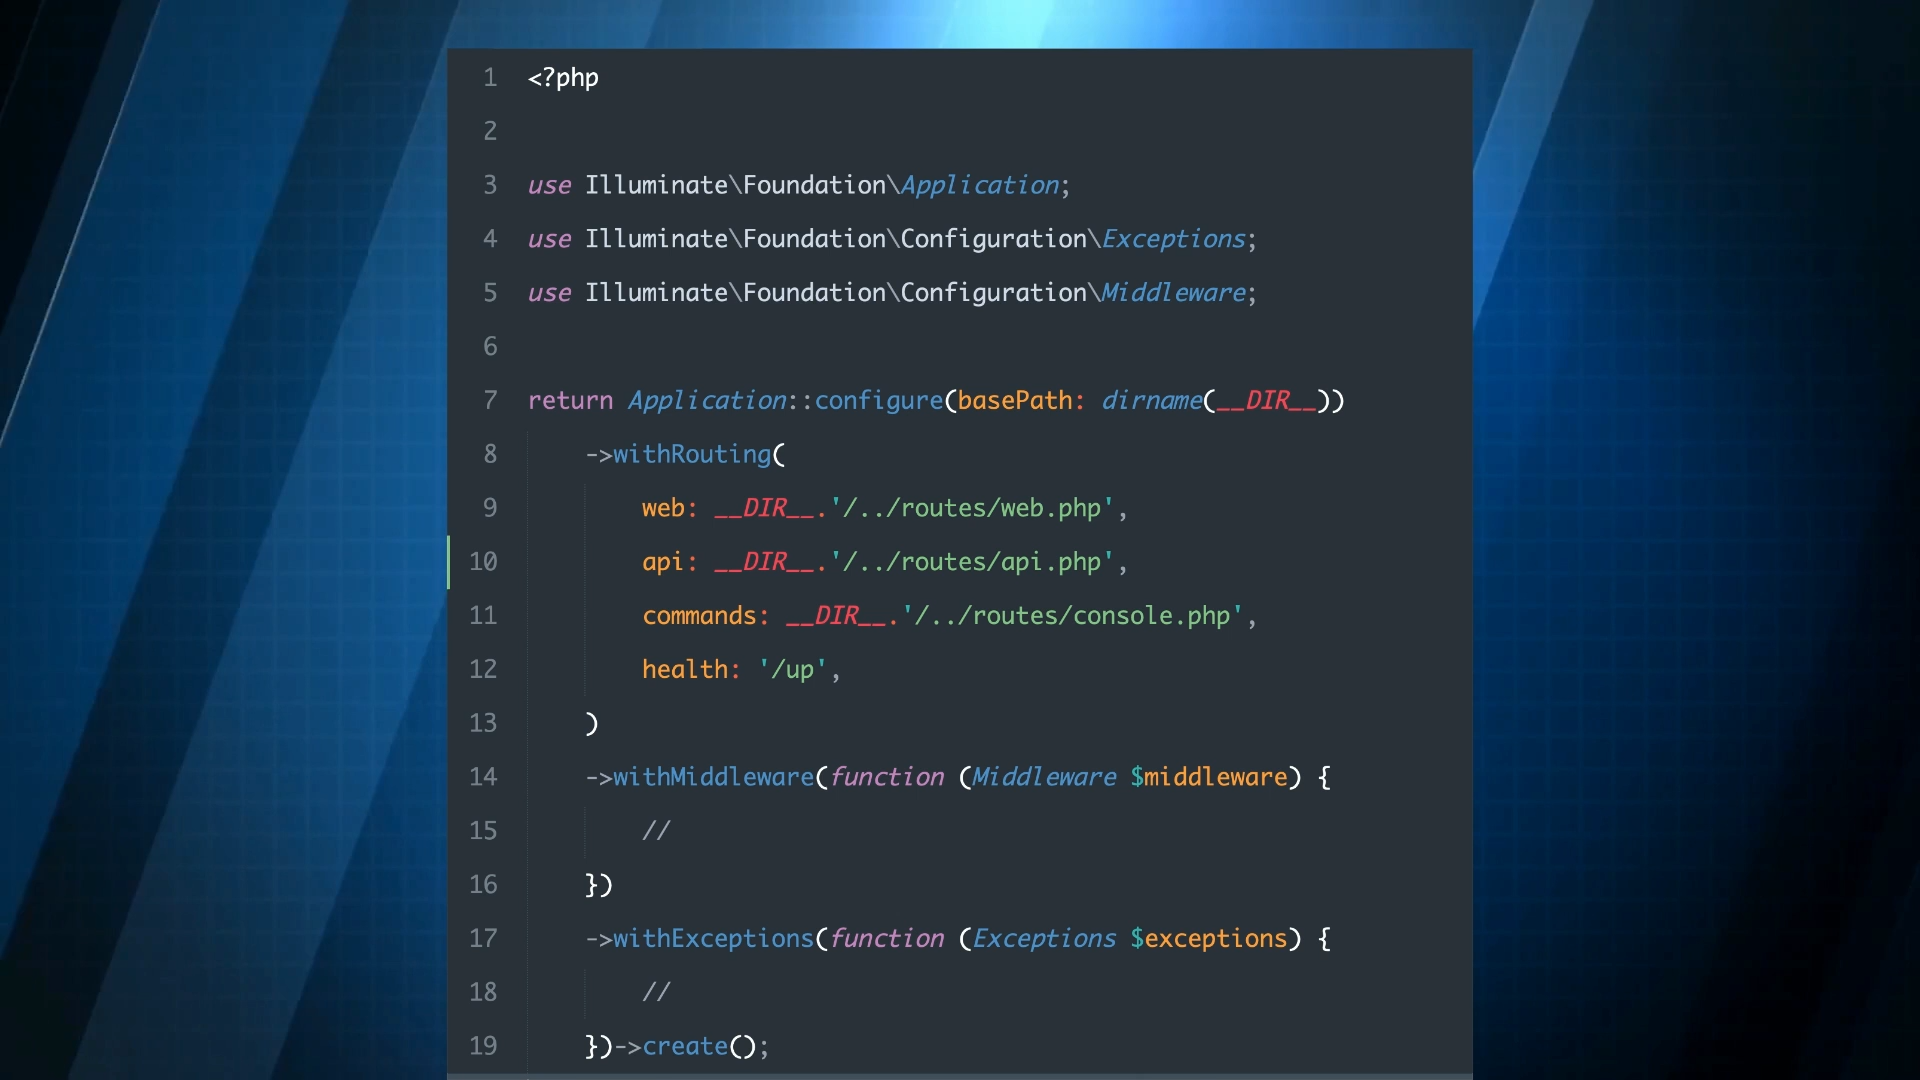 1 <?php
2
3 use Illuminate\Foundation\Application;
4 use Illuminate\Foundation\Configuration\Exceptions;
5 use Illuminate\Foundation\Configuration\Middleware;
6
7 return Application::configure(basePath: dirname(__DIR__))
8     ->withRouting(
9         web: __DIR__.'/../routes/web.php',
10         api: __DIR__.'/../routes/api.php',
11         commands: __DIR__.'/../routes/console.php',
12         health: '/up',
13     )
14     ->withMiddleware(function (Middleware $middleware) {
15         //
16     })
17     ->withExceptions(function (Exceptions $exceptions) {
18         //
19     })->create();